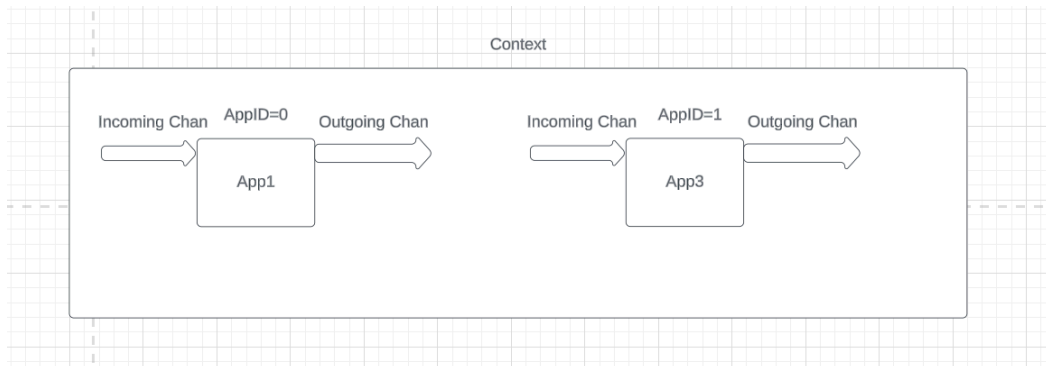 Context
Incoming Chan
AppID=0
Outgoing Chan
Incoming Chan
AppID=1
Outgoing Chan
App1
App3